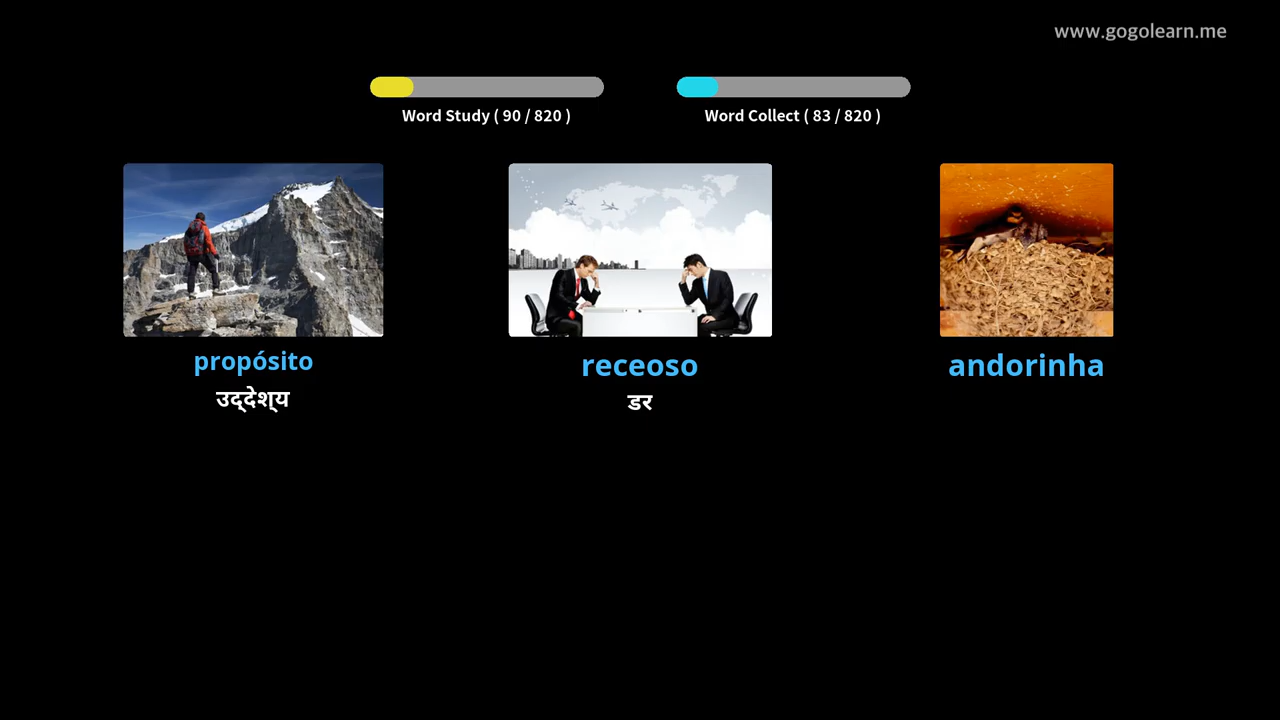 www.gogolearn.me
Word Study ( 90 / 820 )
Word Collect ( 83 / 820 )
propósito
उद्देश्य
receoso
डर
andorinha